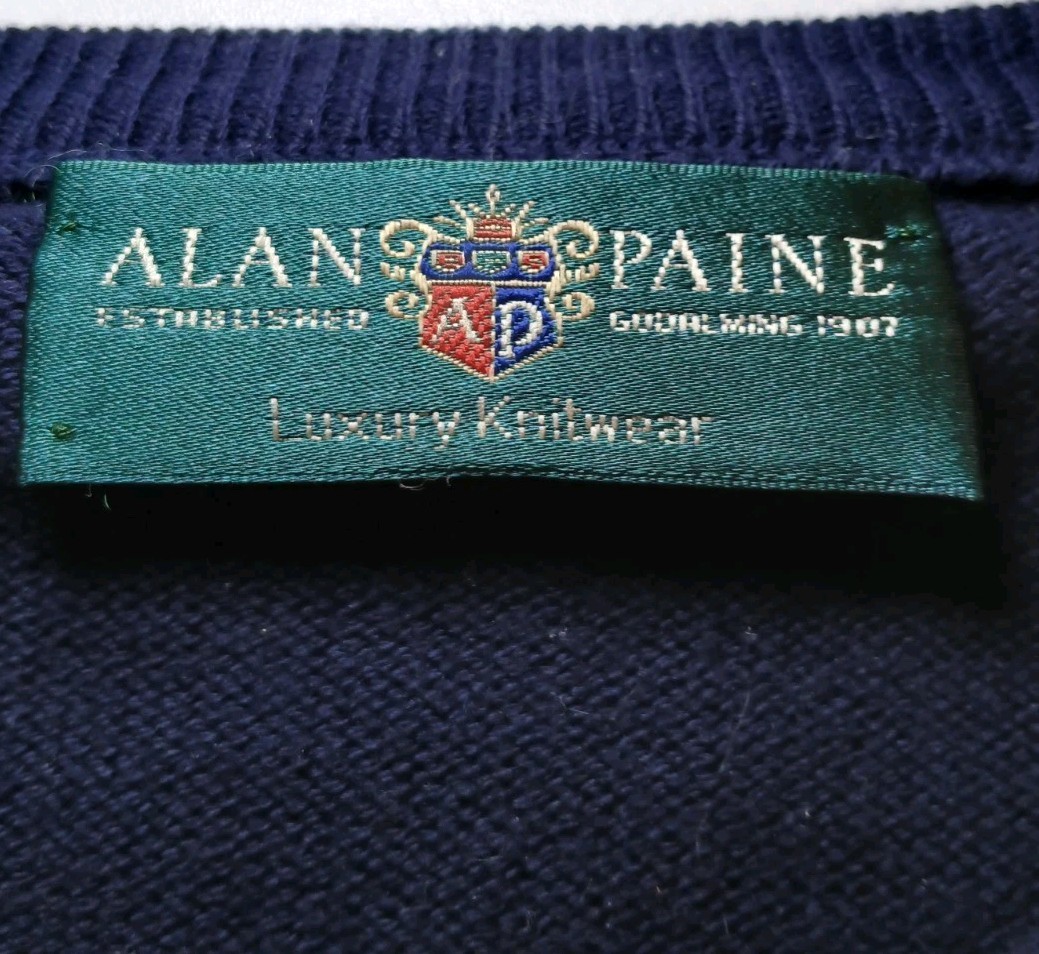 ALAN PAINE
ESTABLISHED GODALMING 1907
AP
Luxury Knitwear